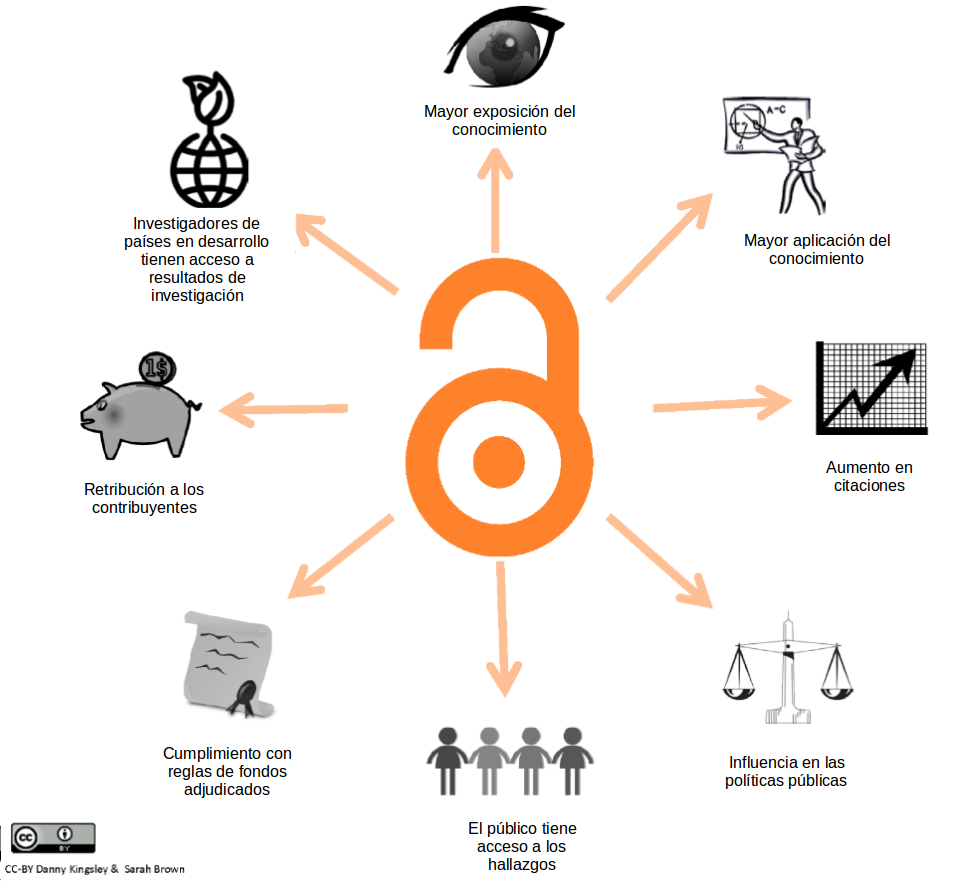 Mayor exposición del
conocimiento
A=C
Mayor aplicación del
conocimiento
Investigadores de
países en desarrollo
tienen acceso a
resultados de
investigación
1$
Retribución a los
contribuyentes
Aumento en
citaciones
Cumplimiento con
reglas de fondos
adjudicados
Influencia en las
políticas públicas
El público tiene
acceso a los
hallazgos
cc
BY
CC-BY Danny Kingsley & Sarah Brown